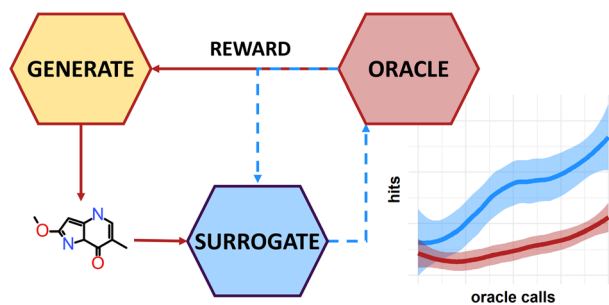 REWARD
GENERATE
ORACLE
N
O
N
O
SURROGATE
hits
oracle calls